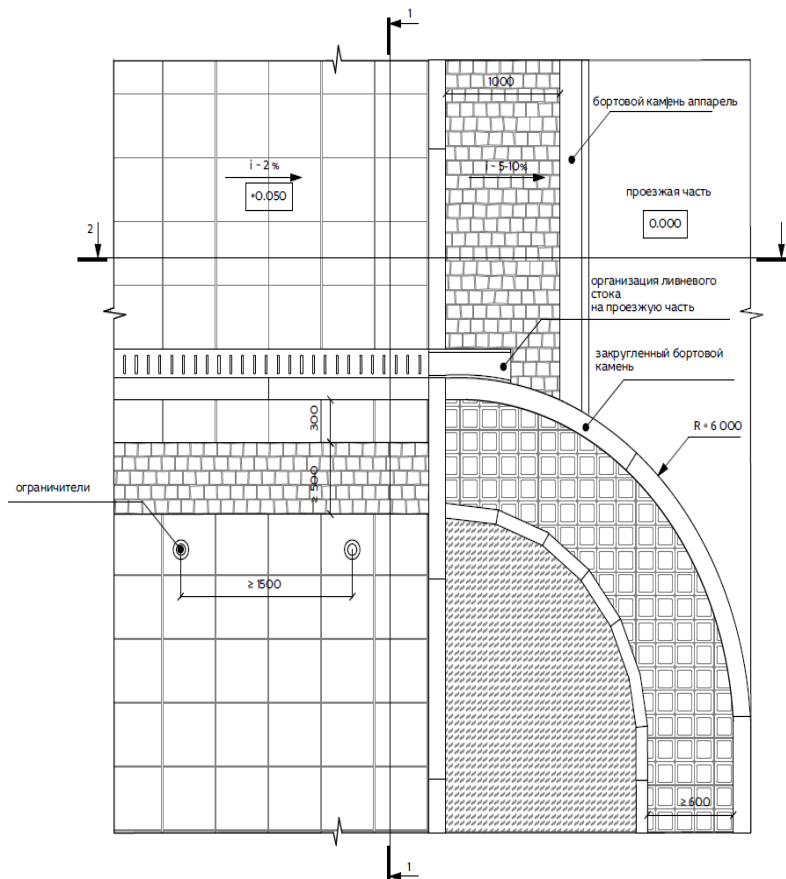 1
1000
бортовой камень аппарель
i ~ 2 %
+0.050
i ~ 5-10%
проезжая часть
0.000
2
организация ливневого
стока
на проезжую часть
закругленный бортовой
камень
300
R = 6 000
≥ 500
ограничители
≥ 1500
≥ 600
1